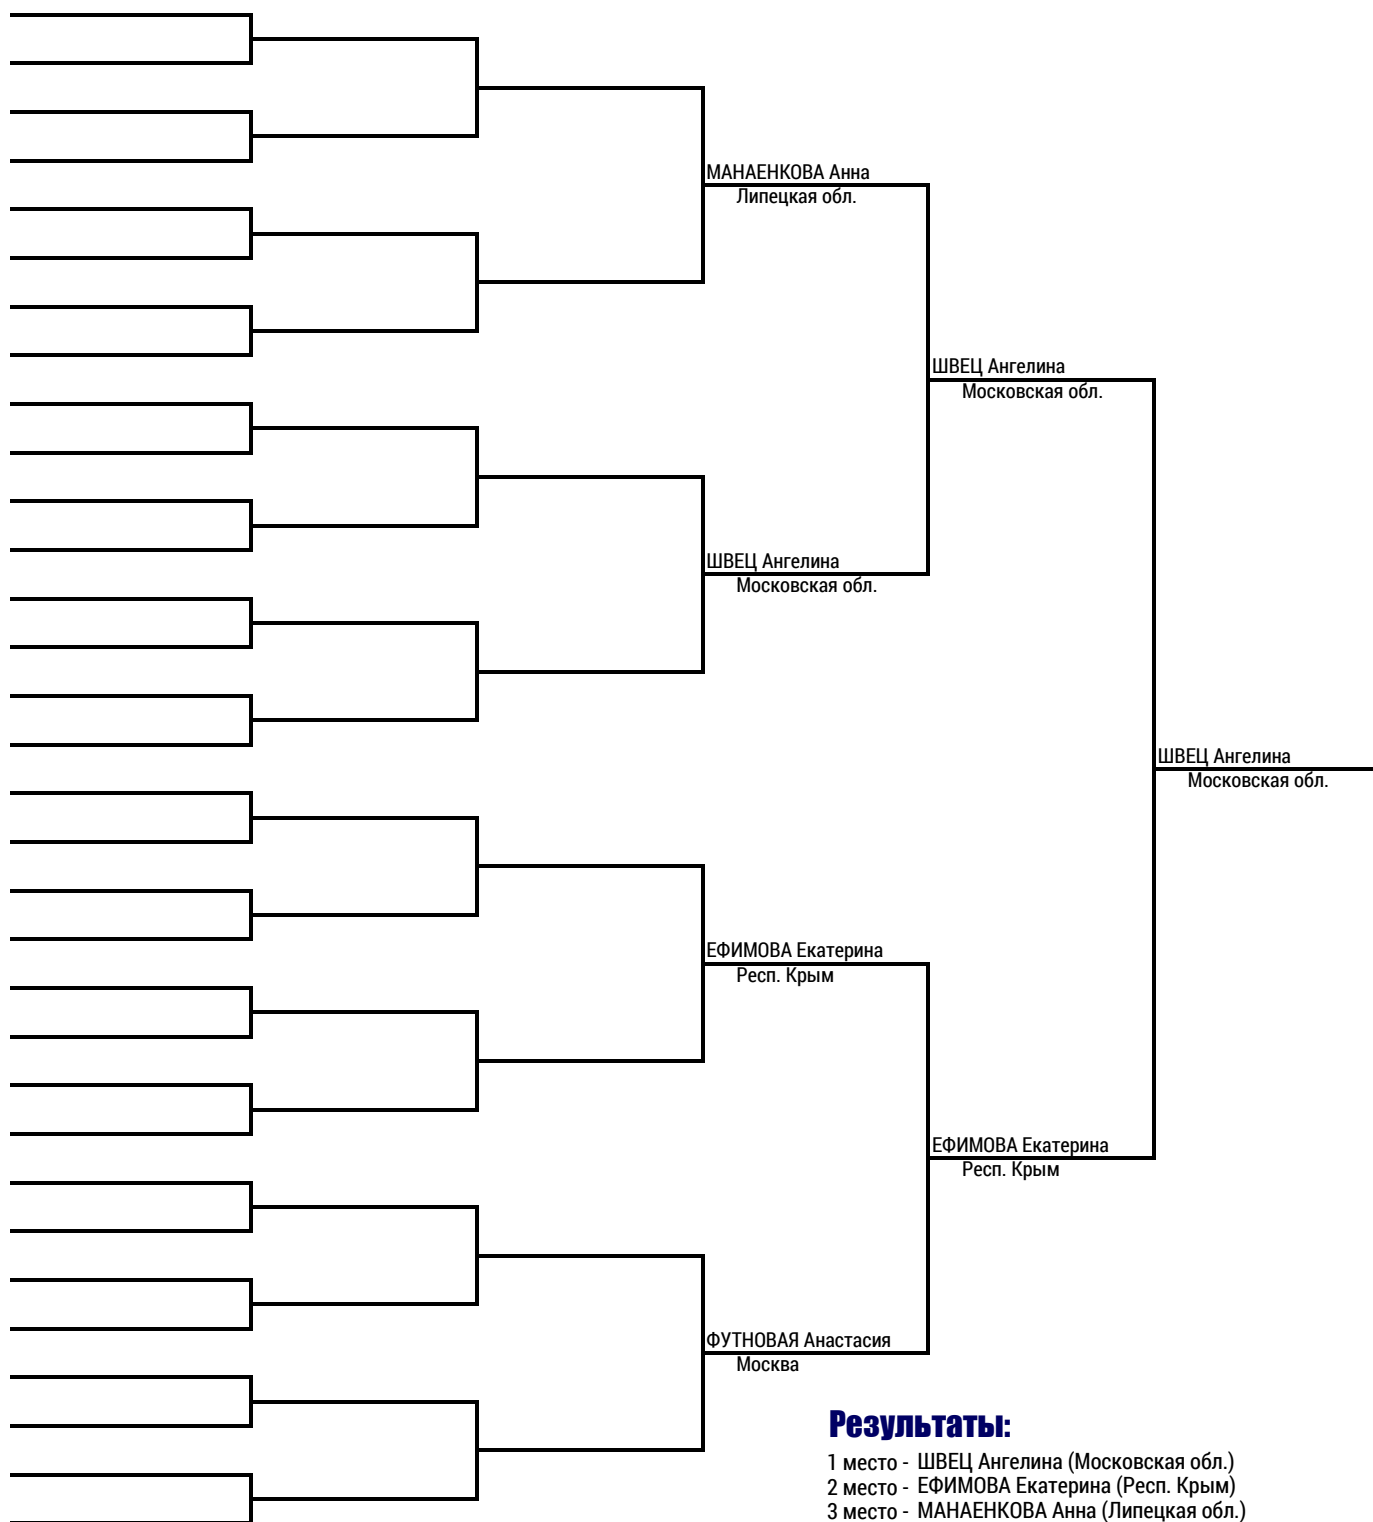 МАНАЕНКОВА Анна
Липецкая обл.
ШВЕЦ Ангелина
Московская обл.
ШВЕЦ Ангелина
Московская обл.
ШВЕЦ Ангелина
Московская обл.
ЕФИМОВА Екатерина
Респ. Крым
ЕФИМОВА Екатерина
Респ. Крым
ФУТНОВАЯ Анастасия
Москва
Результаты:
1 место - ШВЕЦ Ангелина (Московская обл.)
2 место - ЕФИМОВА Екатерина (Респ. Крым)
3 место - МАНАЕНКОВА Анна (Липецкая обл.)